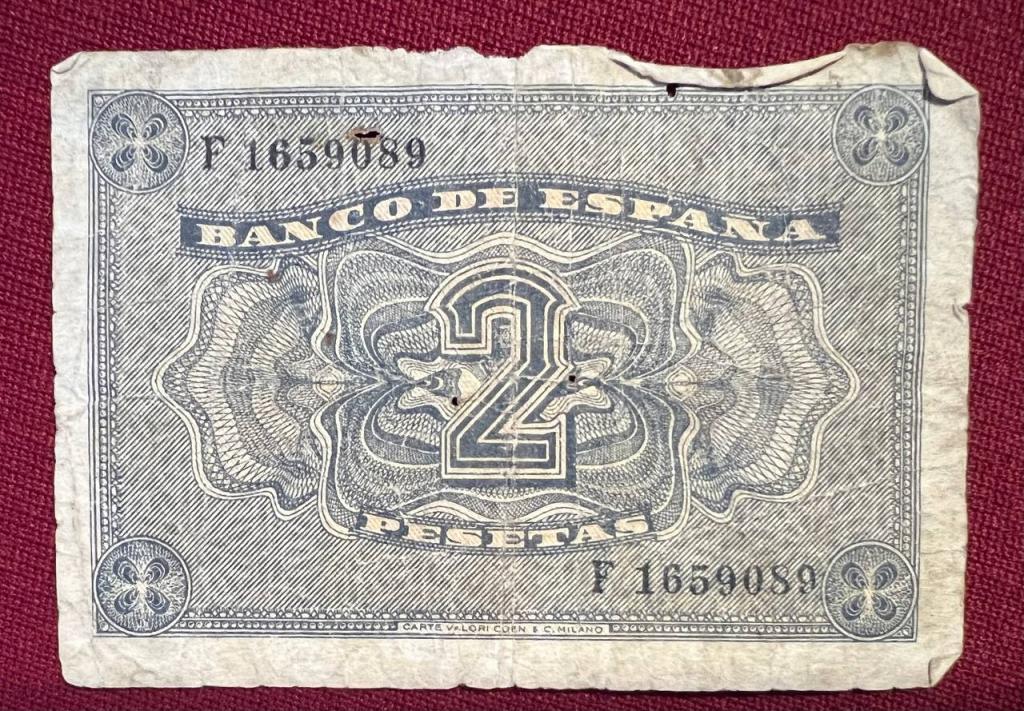 F 1659089
BANCO DE ESPAÑA
2
PESETAS
F 1659089
CARTE VALORI COEN & C. MILANO